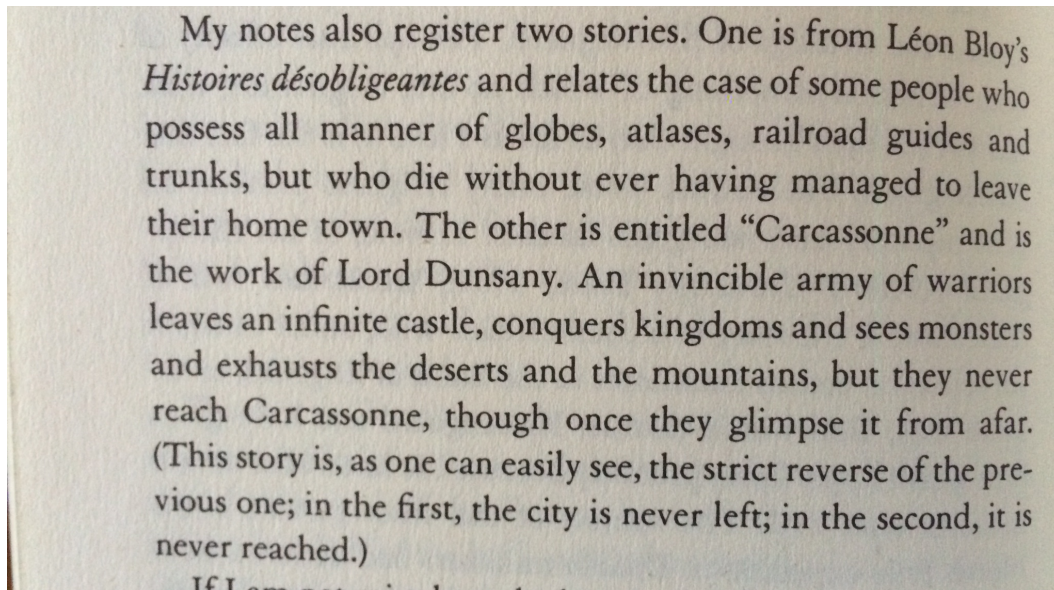 My notes also register two stories. One is from Léon Bloy's
Histoires désobligeantes and relates the case of some people who
possess all manner of globes, atlases, railroad guides and
trunks, but who die without ever having managed to leave
their home town. The other is entitled “Carcassonne” and is
the work of Lord Dunsany. An invincible army of warriors
leaves an infinite castle, conquers kingdoms and sees monsters
and exhausts the deserts and the mountains, but they never
reach Carcassonne, though once they glimpse it from afar.
(This story is, as one can easily see, the strict reverse of the pre-
vious one; in the first, the city is never left; in the second, it is
never reached.)
If I am not